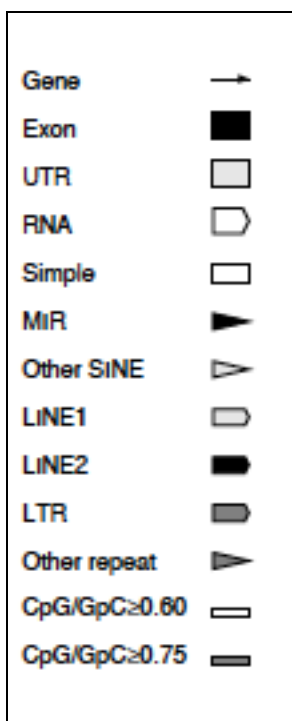 Gene
Exon
UTR
RNA
Simple
MIR
Other SINE
LINE1
LINE2
LTR
Other repeat
CpG/GpC≥0.60
CpG/GpC≥0.75